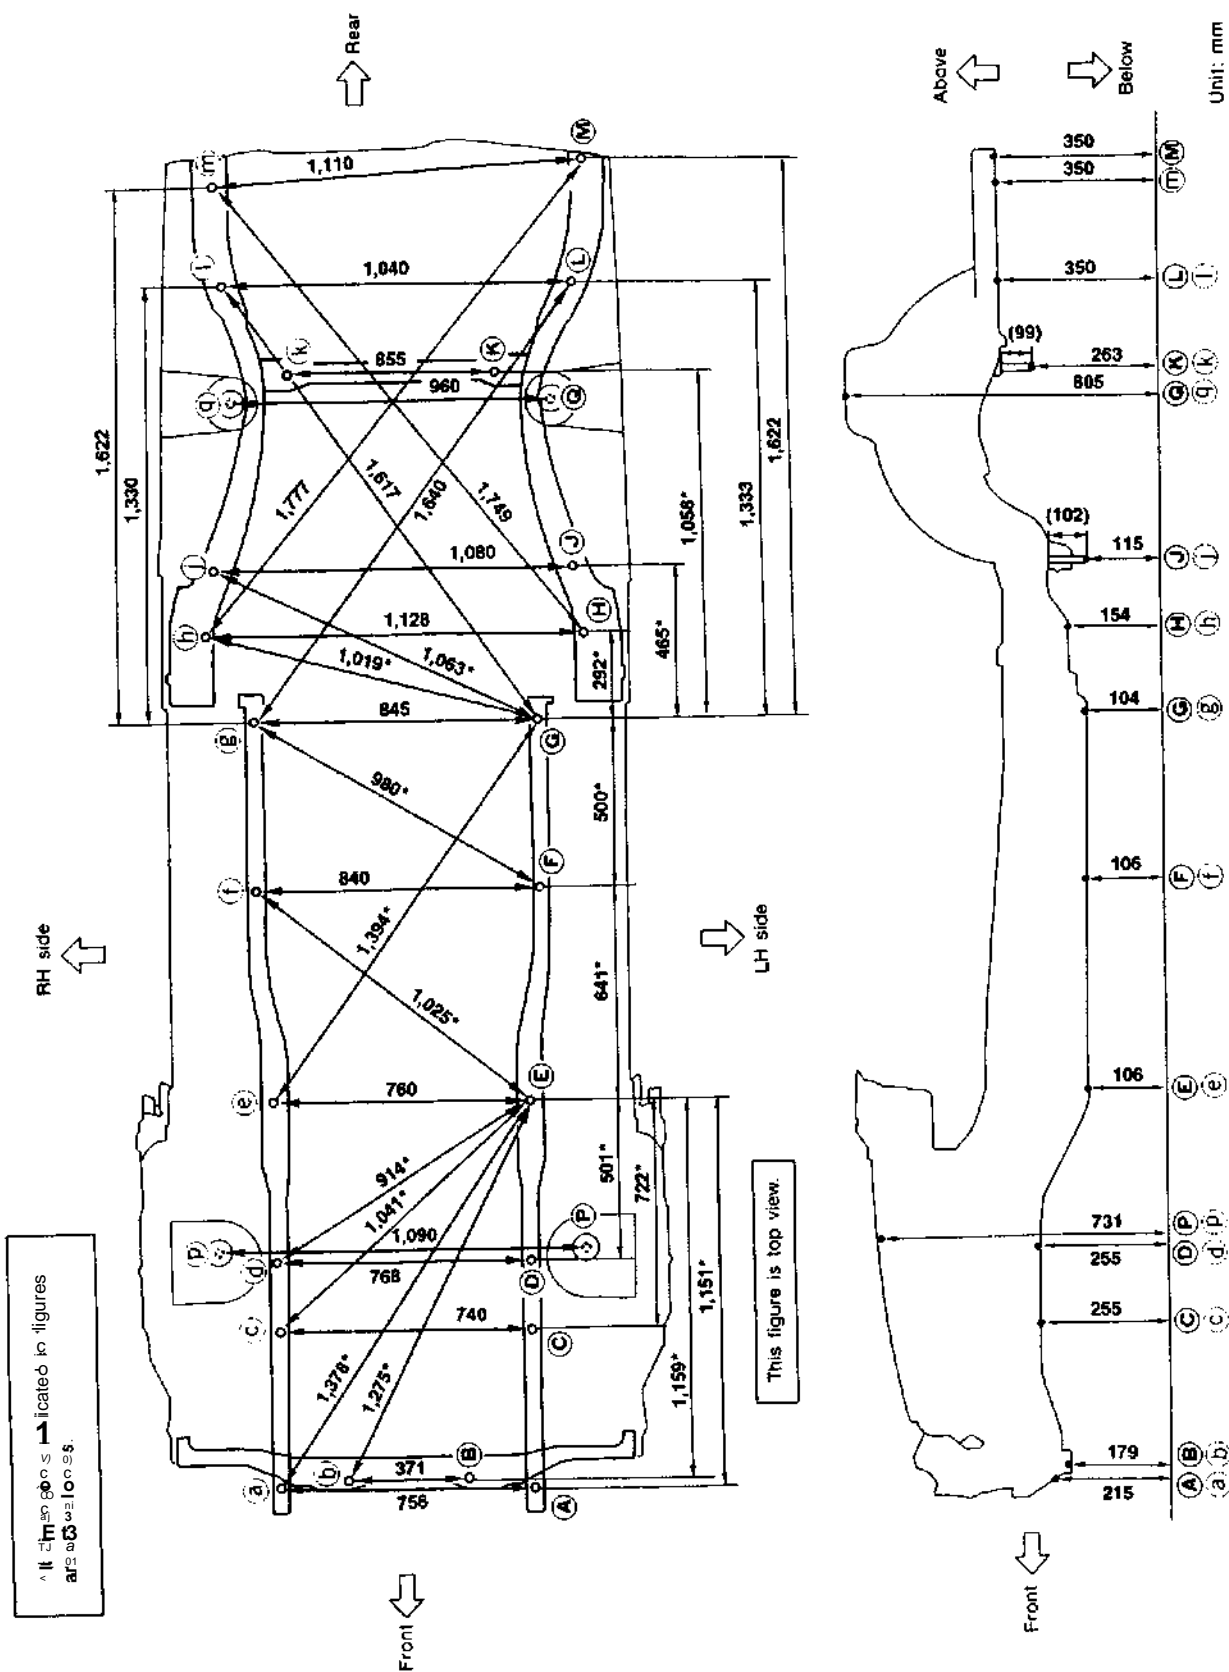 licated in figures
Front
Rear
RH side
LH side
This figure is top view.
1,622
1,330
1,110
1,040
855
960
1,777
1,617
1,640
1,749
1,080
1,128
1,019*
1,063*
845
980*
840
1,394*
1,025*
760
914*
1,041*
1,090
768
740
1,378*
1,275*
371
758
292*
465*
1,058*
1,333
1,622
500*
641*
501*
722*
1,151*
1,159*
a
b
c
d
p
e
f
g
h
j
q
k
l
m
A
B
C
D
P
E
F
G
H
J
Q
K
L
M
Above
Below
Front
Unit: mm
215
179
255
255
731
106
106
104
154
115
(102)
805
263
(99)
350
350
350
A B C D P E F G H J Q K L m M
a b c d p e f g h j q k l